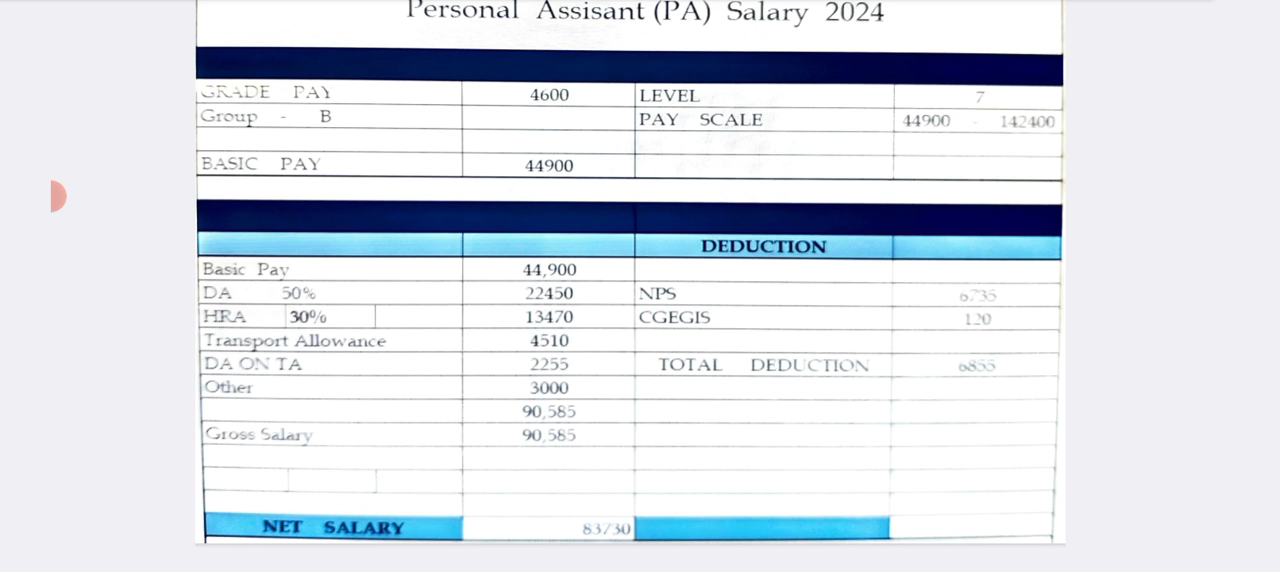 Personal Assisant (PA) Salary 2024
GRADE PAY 4600 LEVEL 7
Group - B PAY SCALE 44900 - 142400
BASIC PAY 44900
DEDUCTION
Basic Pay 44,900
DA 50% 22450 NPS 6735
HRA 30% 13470 CGEGIS 120
Transport Allowance 4510
DA ON TA 2255 TOTAL DEDUCTION 6855
Other 3000
90,585
Gross Salary 90,585
NET SALARY 83730